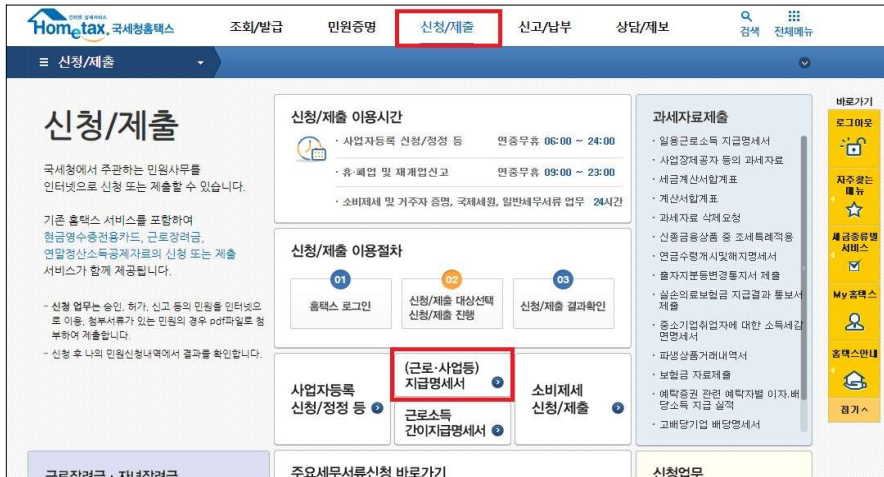 인터넷 납세서비스
Hometax. 국세청홈택스
조회/발급
민원증명
신청/제출
신고/납부
상담/제보
검색
전체메뉴
≡ 신청/제출
신청/제출
국세청에서 주관하는 민원사무를
인터넷으로 신청 또는 제출할 수 있습니다.
기존 홈택스 서비스를 포함하여
현금영수증전용카드, 근로장려금,
연말정산소득공제자료의 신청 또는 제출
서비스가 함께 제공됩니다.
- 신청 업무는 승인, 허가, 신고 등의 민원을 인터넷으
로 이용, 첨부서류가 있는 민원의 경우 pdf파일로 첨
부하여 제출합니다.
- 신청 후 나의 민원신청내역에서 결과를 확인합니다.
신청/제출 이용시간
· 사업자등록 신청/정정 등 연중무휴 06:00 ~ 24:00
· 휴·폐업 및 재개업신고 연중무휴 09:00 ~ 23:00
· 소비제세 및 거주자 증명, 국제세원, 일반세무서류 업무 24시간
신청/제출 이용절차
01
홈택스 로그인
02
신청/제출 대상선택
신청/제출 진행
03
신청/제출 결과확인
사업자등록
신청/정정 등
(근로·사업등)
지급명세서
근로소득
간이지급명세서
소비제세
신청/제출
과세자료제출
· 일용근로소득 지급명세서
· 사업장제공자 등의 과세자료
· 세금계산서합계표
· 계산서합계표
· 과세자료 삭제요청
· 신종금융상품 중 조세특례적용
· 연금수령개시및해지명세서
· 출자지분등변경통지서 제출
· 실손의료보험금 지급결과 통보서
제출
· 중소기업취업자에 대한 소득세감
면명세서
· 파생상품거래내역서
· 보험금 자료제출
· 예탁증권 관련 예탁자별 이자,배
당소득 지급 실적
· 고배당기업 배당명세서
바로가기
로그아웃
자주찾는
메뉴
세금종류별
서비스
My 홈택스
홈택스안내
접기 ^
근로장려금 · 자녀장려금
주요세무서류신청 바로가기
신청업무